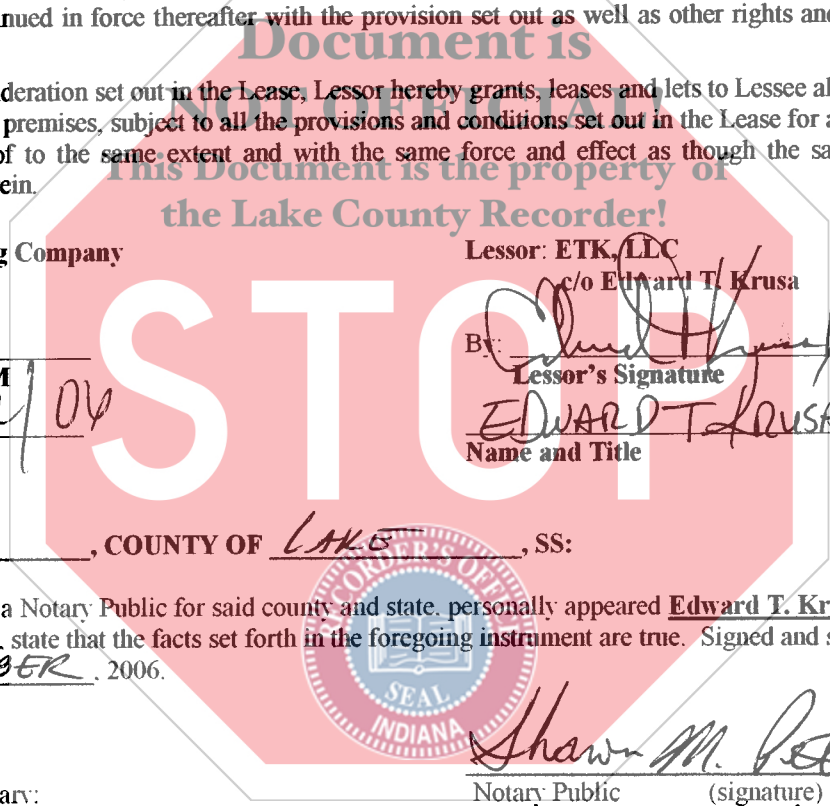 nued in force thereafter with the provision set out as well as other rights and
Document is
deration set out in the Lease, Lessor hereby grants, leases and lets to Lessee al
NOT OFFICIAL!
premises, subject to all the provisions and conditions set out in the Lease for a
of to the same extent and with the same force and effect as though the sa
This Document is the property of
ein.
the Lake County Recorder!
g Company
Lessor: ETK, LLC
c/o Edward T. Krusa
STOP
By:
Lessor's Signature
M
/ 06
EDWARD T KRUSA
Name and Title
, COUNTY OF LAKE, SS:
RECORDER'S OFFICE
a Notary Public for said county and state, personally appeared Edward T. Kr
state that the facts set forth in the foregoing instrument are true. Signed and s
BER, 2006.
SEAL
INDIANA
Shawn M. Pet
Notary Public (signature)
ary: